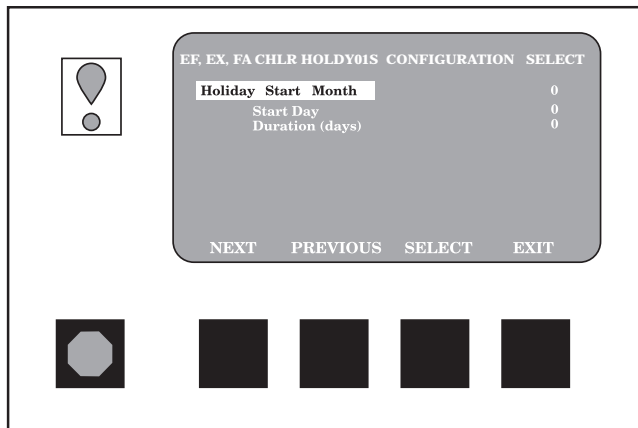 EF, EX, FA CHLR HOLDY01S CONFIGURATION SELECT
Holiday Start Month 0
Start Day 0
Duration (days) 0
NEXT PREVIOUS SELECT EXIT